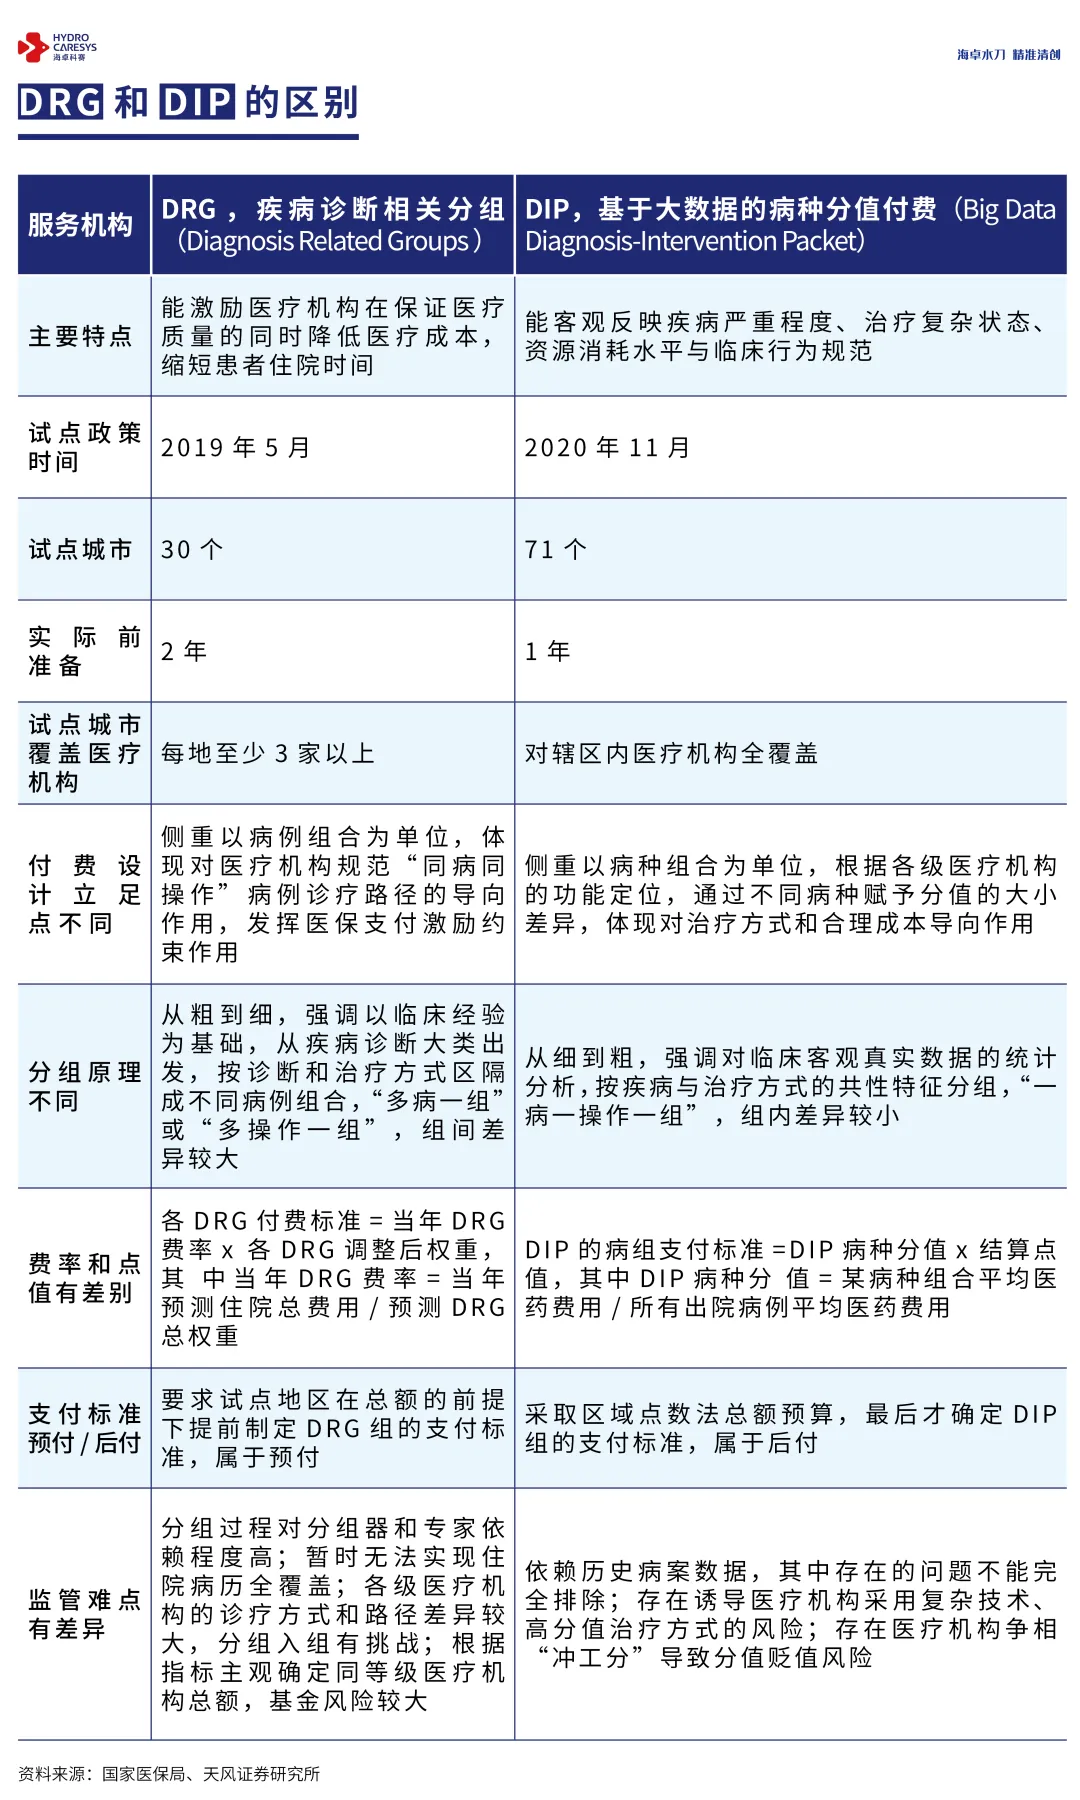 HYDRO
CARESYS
海卓科赛
海卓水刀 精准清创
DRG 和 DIP 的区别
服务机构
DRG，疾病诊断相关分组
（Diagnosis Related Groups ）
DIP，基于大数据的病种分值付费（Big Data
Diagnosis-Intervention Packet）
主要特点
能激励医疗机构在保证医疗
质量的同时降低医疗成本，
缩短患者住院时间
能客观反映疾病严重程度、治疗复杂状态、
资源消耗水平与临床行为规范
试点政策
时间
2019 年 5 月
2020 年 11 月
试点城市
30 个
71 个
实际前
准备
2 年
1 年
试点城市
覆盖医疗
机构
每地至少 3 家以上
对辖区内医疗机构全覆盖
付费设
计立足
点不同
侧重以病例组合为单位，体
现对医疗机构规范“同病同
操作”病例诊疗路径的导向
作用，发挥医保支付激励约
束作用
侧重以病种组合为单位，根据各级医疗机构
的功能定位，通过不同病种赋予分值的大小
差异，体现对治疗方式和合理成本导向作用
分组原理
不同
从粗到细，强调以临床经验
为基础，从疾病诊断大类出
发，按诊断和治疗方式区隔
成不同病例组合，“多病一组”
或“多操作一组”，组间差
异较大
从细到粗，强调对临床客观真实数据的统计
分析，按疾病与治疗方式的共性特征分组，“一
病一操作一组”，组内差异较小
费率和点
值有差别
各 DRG 付费标准 = 当年 DRG
费率 x 各 DRG 调整后权重，
其 中当年 DRG 费率 = 当年
预测住院总费用 / 预测 DRG
总权重
DIP 的病组支付标准 =DIP 病种分值 x 结算点
值，其中 DIP 病种分 值 = 某病种组合平均医
药费用 / 所有出院病例平均医药费用
支付标准
预付 / 后付
要求试点地区在总额的前提
下提前制定 DRG 组的支付标
准，属于预付
采取区域点数法总额预算，最后才确定 DIP
组的支付标准，属于后付
监管难点
有差异
分组过程对分组器和专家依
赖程度高；暂时无法实现住
院病历全覆盖；各级医疗机
构的诊疗方式和路径差异较
大，分组入组有挑战；根据
指标主观确定同等级医疗机
构总额，基金风险较大
依赖历史病案数据，其中存在的问题不能完
全排除；存在诱导医疗机构采用复杂技术、
高分值治疗方式的风险；存在医疗机构争相
“冲工分”导致分值贬值风险
资料来源：国家医保局、天风证券研究所